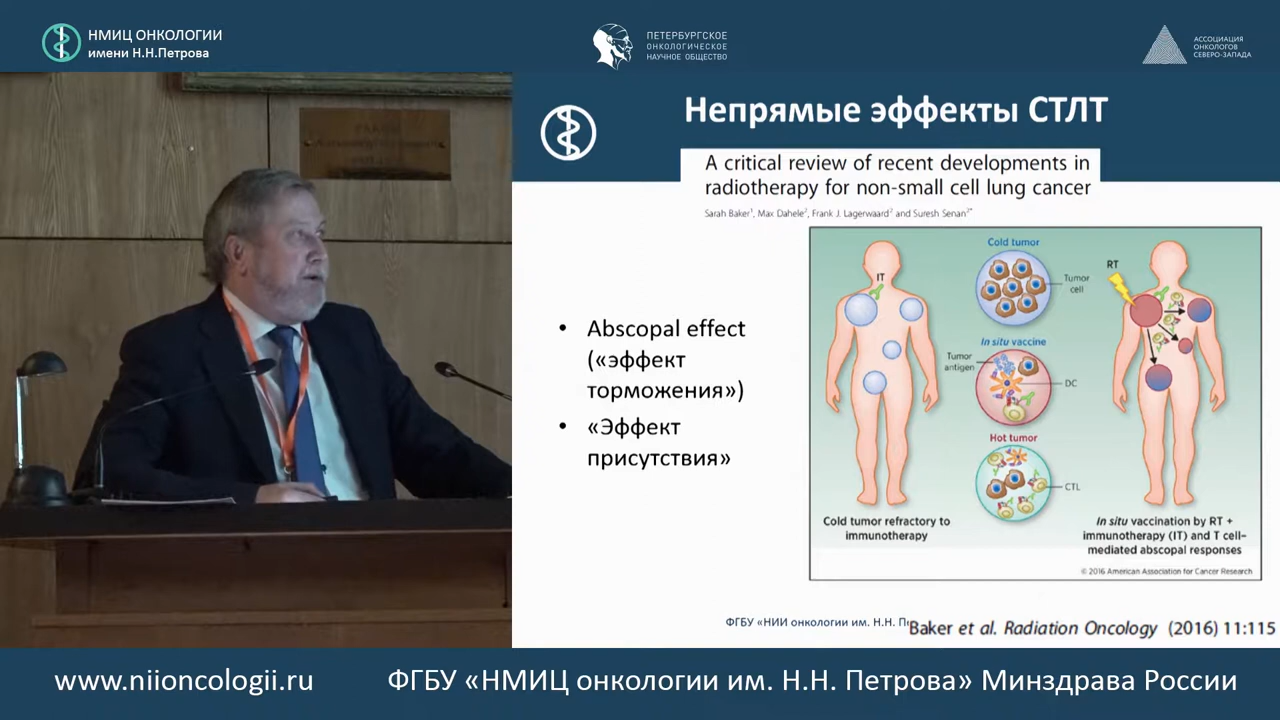 НМИЦ ОНКОЛОГИИ
имени Н.Н.Петрова
ПЕТЕРБУРГСКОЕ
ОНКОЛОГИЧЕСКОЕ
НАУЧНОЕ ОБЩЕСТВО
АССОЦИАЦИЯ
ОНКОЛОГОВ
СЕВЕРО-ЗАПАДА
Непрямые эффекты СТЛТ
A critical review of recent developments in
radiotherapy for non-small cell lung cancer
Sarah Baker1, Max Dahele2, Frank J. Lagerwaard2 and Suresh Senan2*
• Abscopal effect
(«эффект
торможения»)
• «Эффект
присутствия»
IT
Cold tumor
Tumor
cell
In situ vaccine
Tumor
antigen
DC
Hot tumor
CTL
RT
Cold tumor refractory to
immunotherapy
In situ vaccination by RT +
immunotherapy (IT) and T cell–
mediated abscopal responses
© 2016 American Association for Cancer Research
ФГБУ «НИИ онкологии им. Н.Н.
Baker et al. Radiation Oncology (2016) 11:115
www.niioncologii.ru
ФГБУ «НМИЦ онкологии им. Н.Н. Петрова» Минздрава России